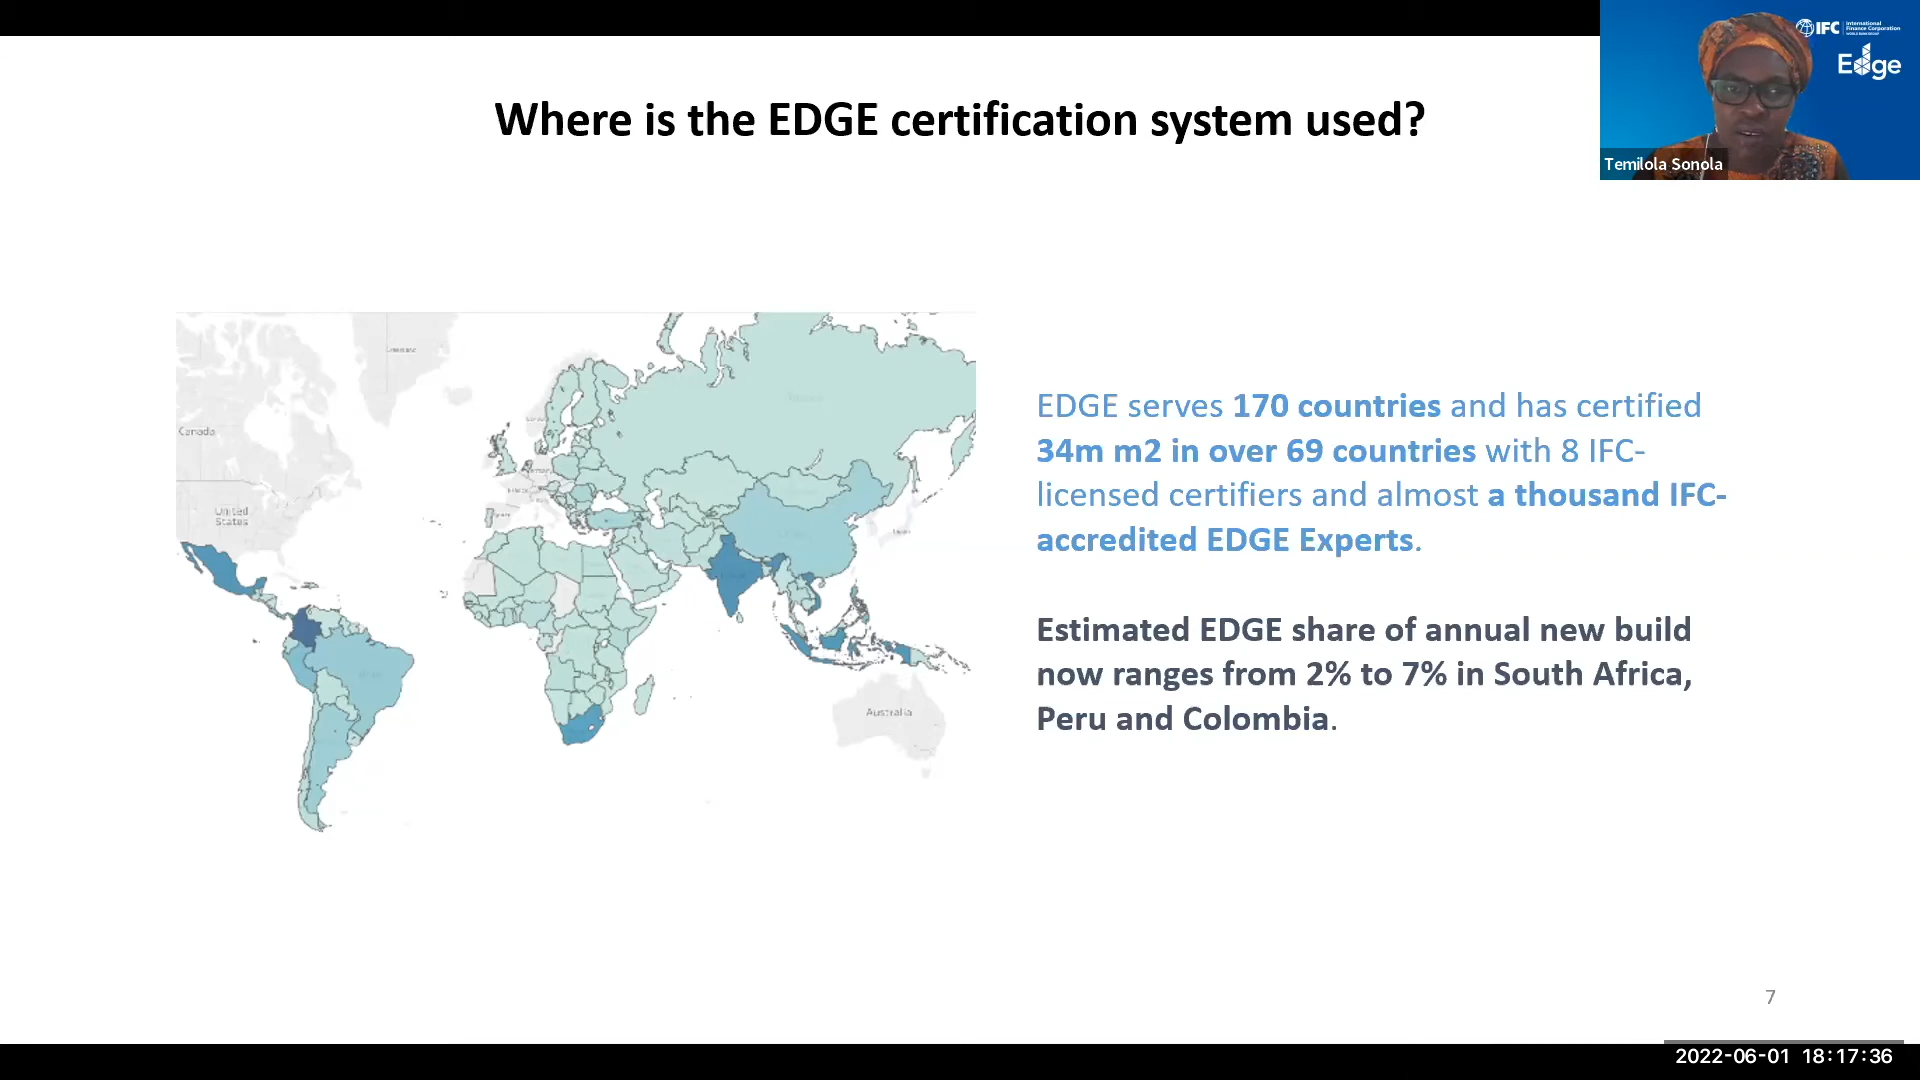 IFC
International
Finance Corporation
WORLD BANK GROUP
Edge
Temilola Sonola
Where is the EDGE certification system used?
Canada
United
States
Australia
EDGE serves 170 countries and has certified
34m m2 in over 69 countries with 8 IFC-
licensed certifiers and almost a thousand IFC-
accredited EDGE Experts.
Estimated EDGE share of annual new build
now ranges from 2% to 7% in South Africa,
Peru and Colombia.
7
2022-06-01 18:17:36